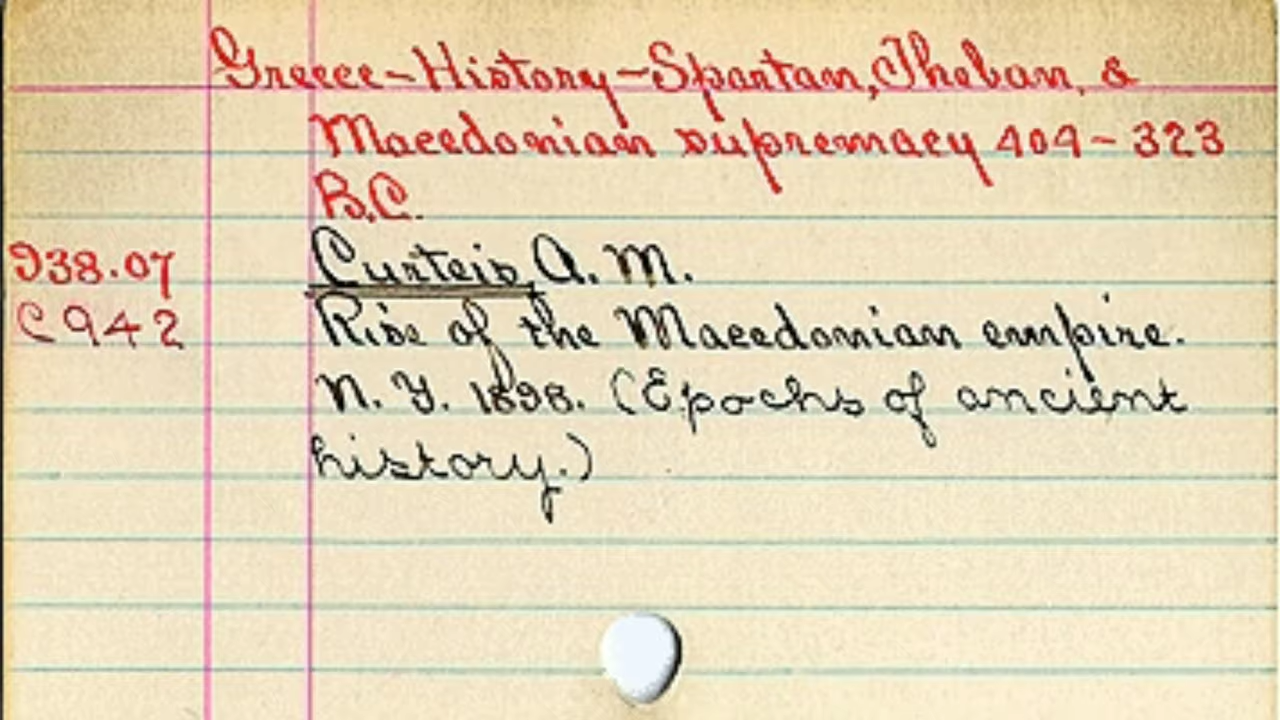 Greece-History-Spartan, Theban, &
Macedonian supremacy 404-323
B.C.
938.07
Curteis, A. M.
C942
Rise of the Macedonian empire.
N. Y. 1898. (Epochs of ancient
history.)